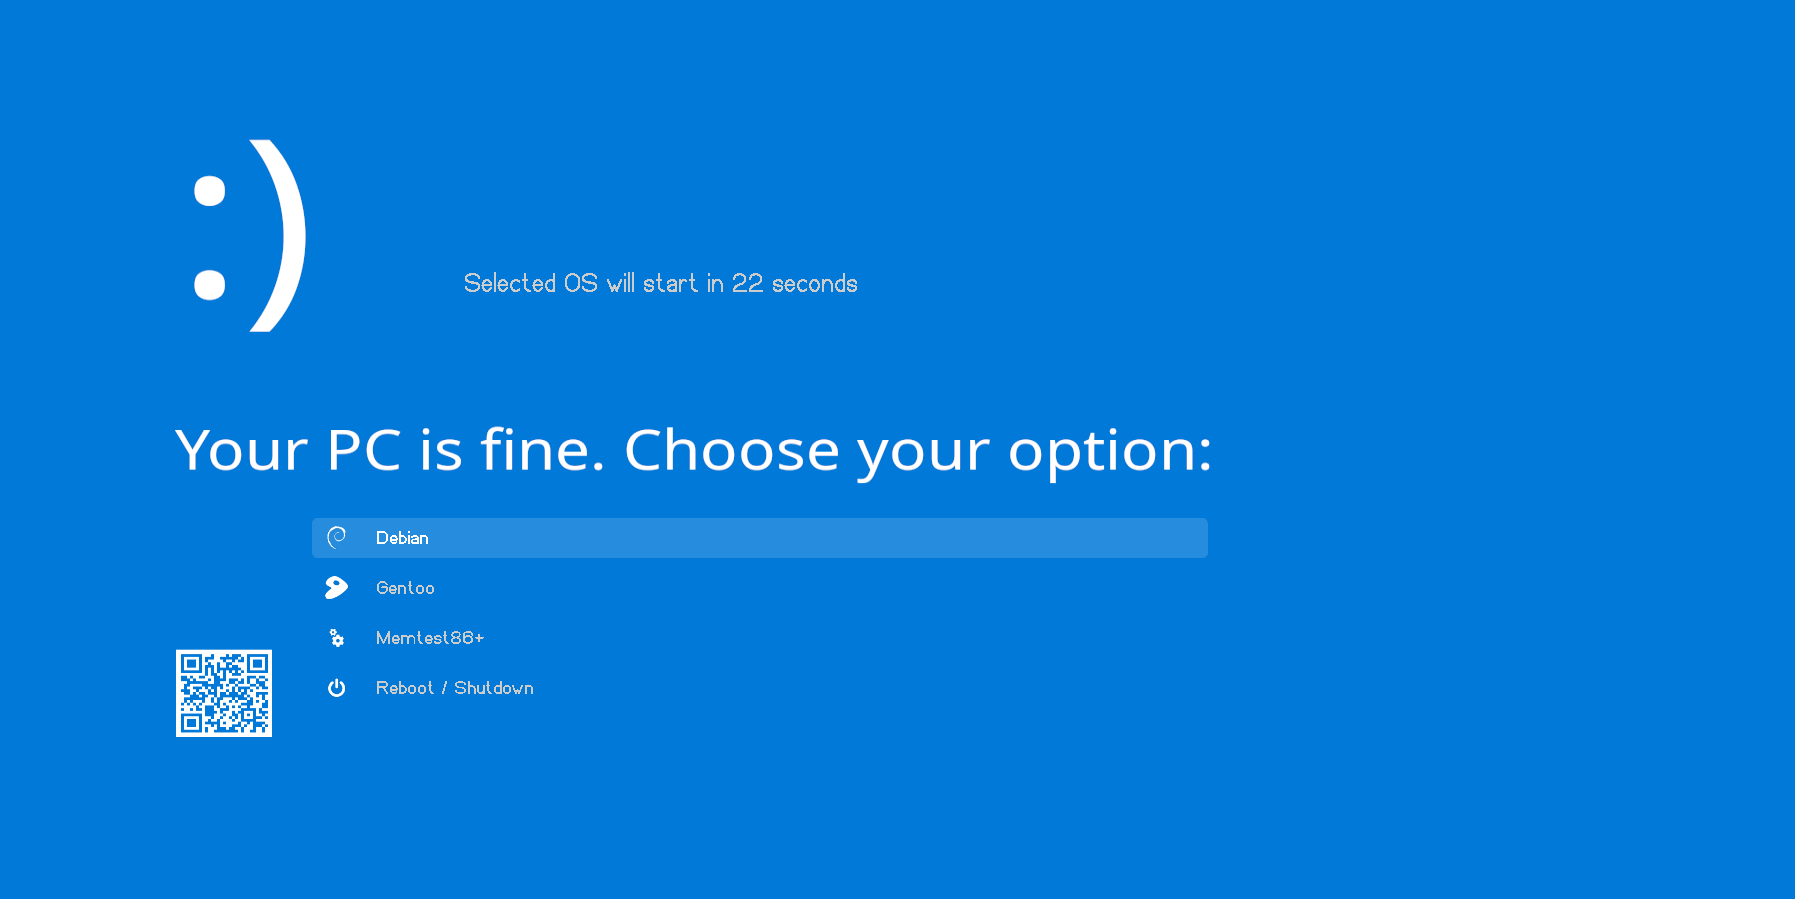 :)
Selected OS will start in 22 seconds
Your PC is fine. Choose your option:
Debian
Gentoo
Memtest86+
Reboot / Shutdown